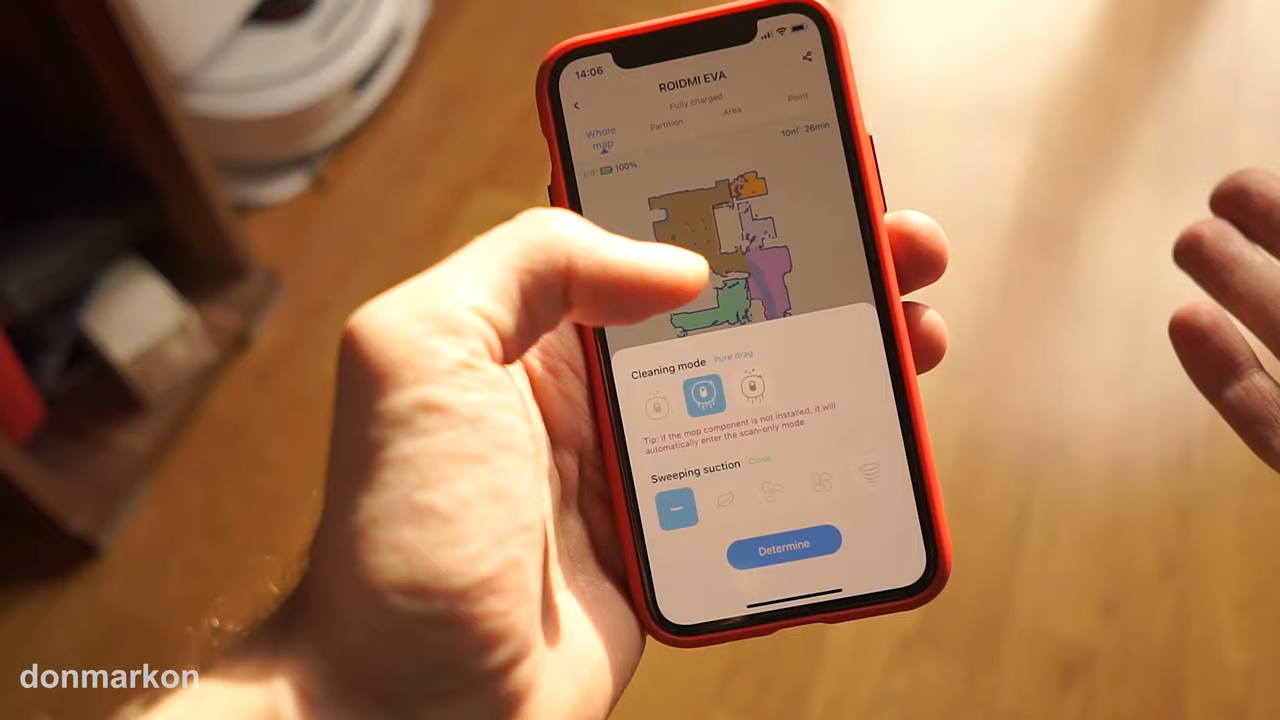 14:06
ROIDMI EVA
Fully charged
Whole map
Partition
Area
Point
10m² 26min
100%
Cleaning mode Pure drag
Tip: If the mop component is not installed, it will
automatically enter the scan-only mode
Sweeping suction Close
Determine
donmarkon